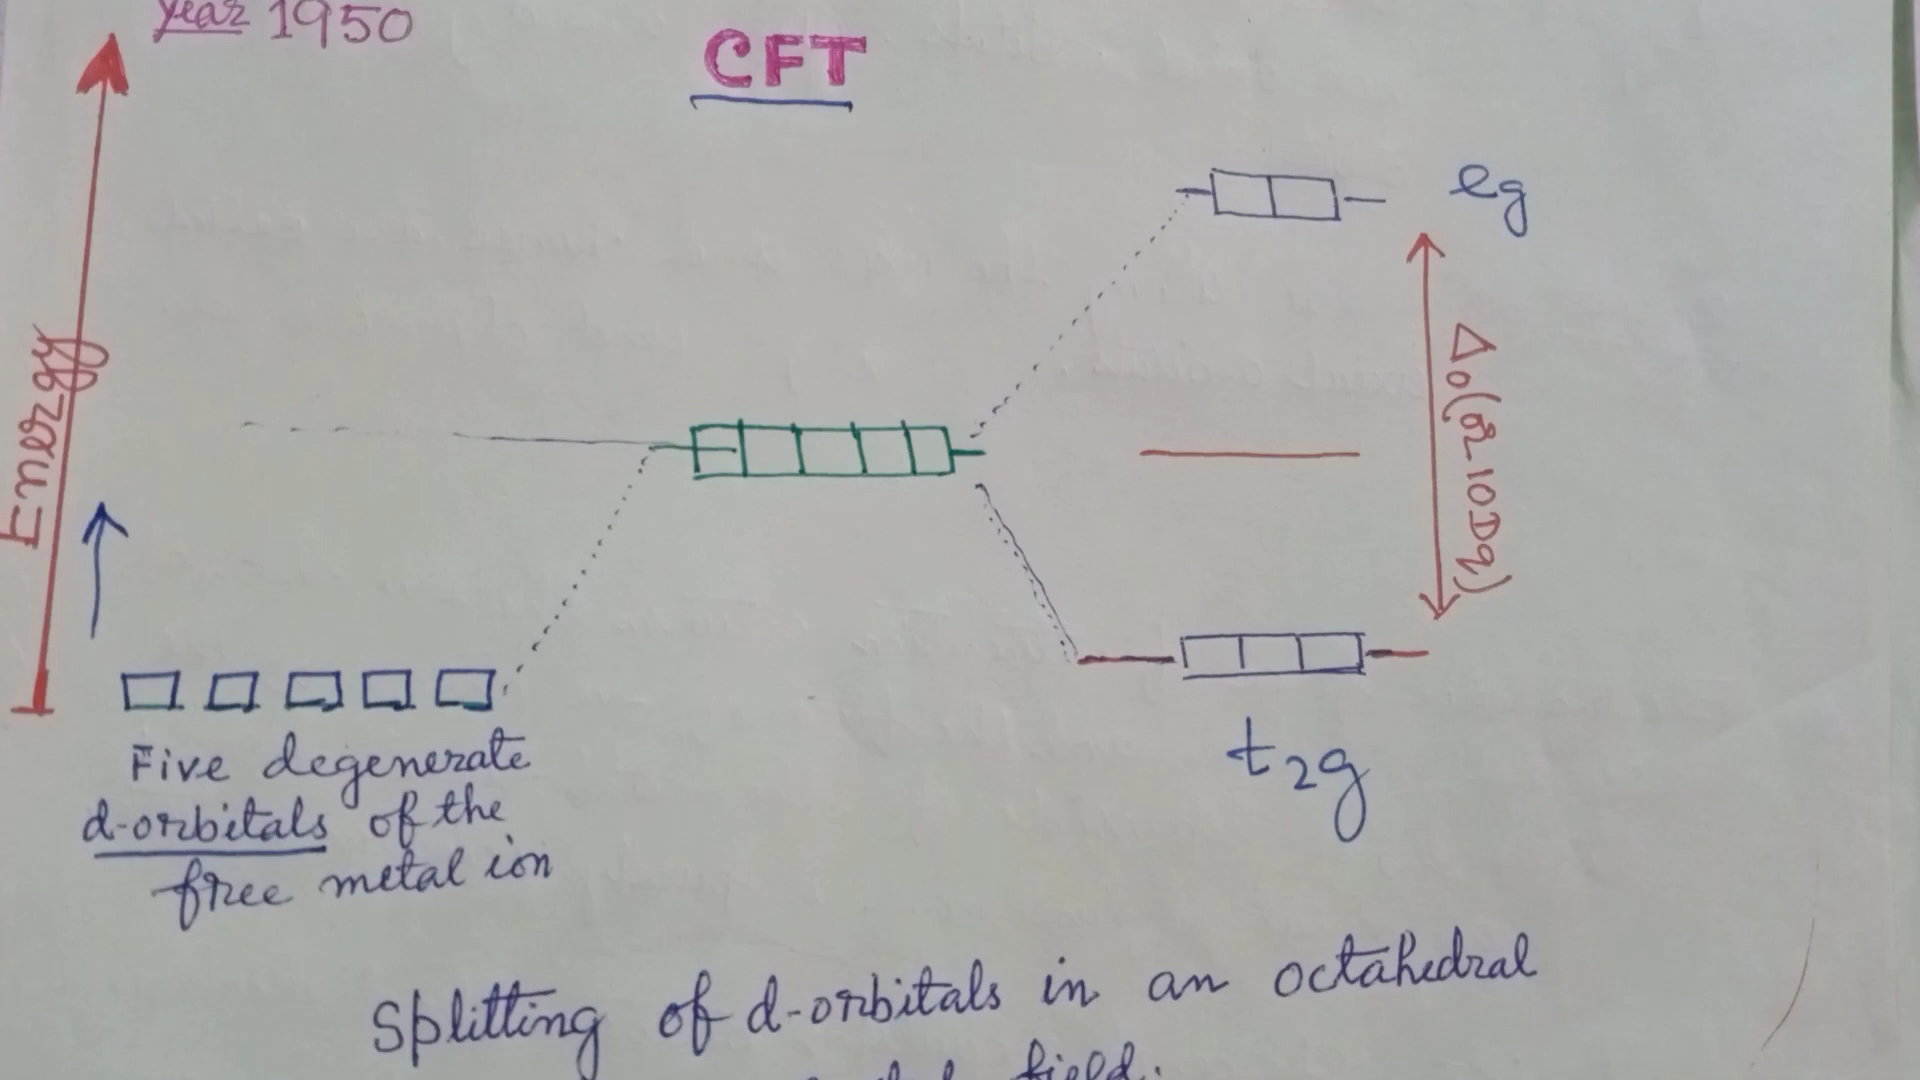 Year 1950
CFT
eg
Energy
Δo (or 10Dq)
t2g
Five degenerate
d-orbitals of the
free metal ion
Splitting of d-orbitals in an octahedral
field.